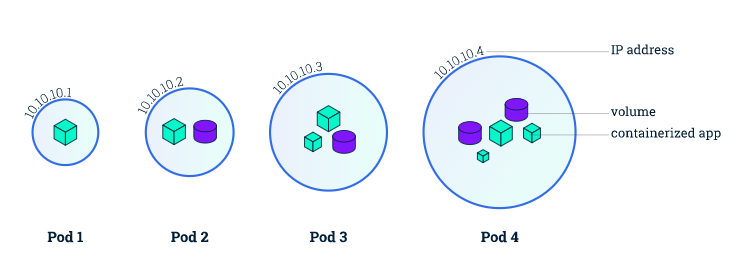 10.10.10.1
10.10.10.2
10.10.10.3
10.10.10.4
IP address
volume
containerized app
Pod 1
Pod 2
Pod 3
Pod 4